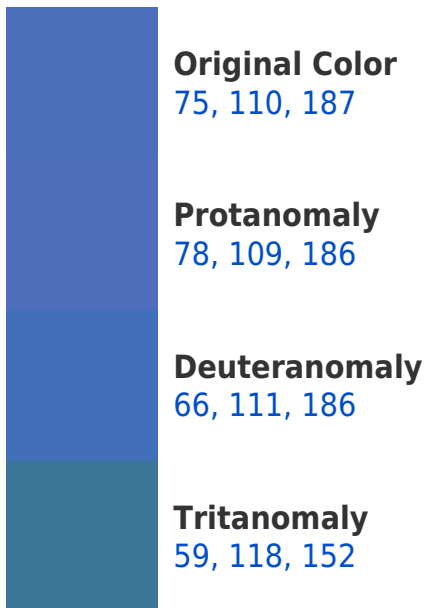 Original Color
75, 110, 187
Protanomaly
78, 109, 186
Deuteranomaly
66, 111, 186
Tritanomaly
59, 118, 152